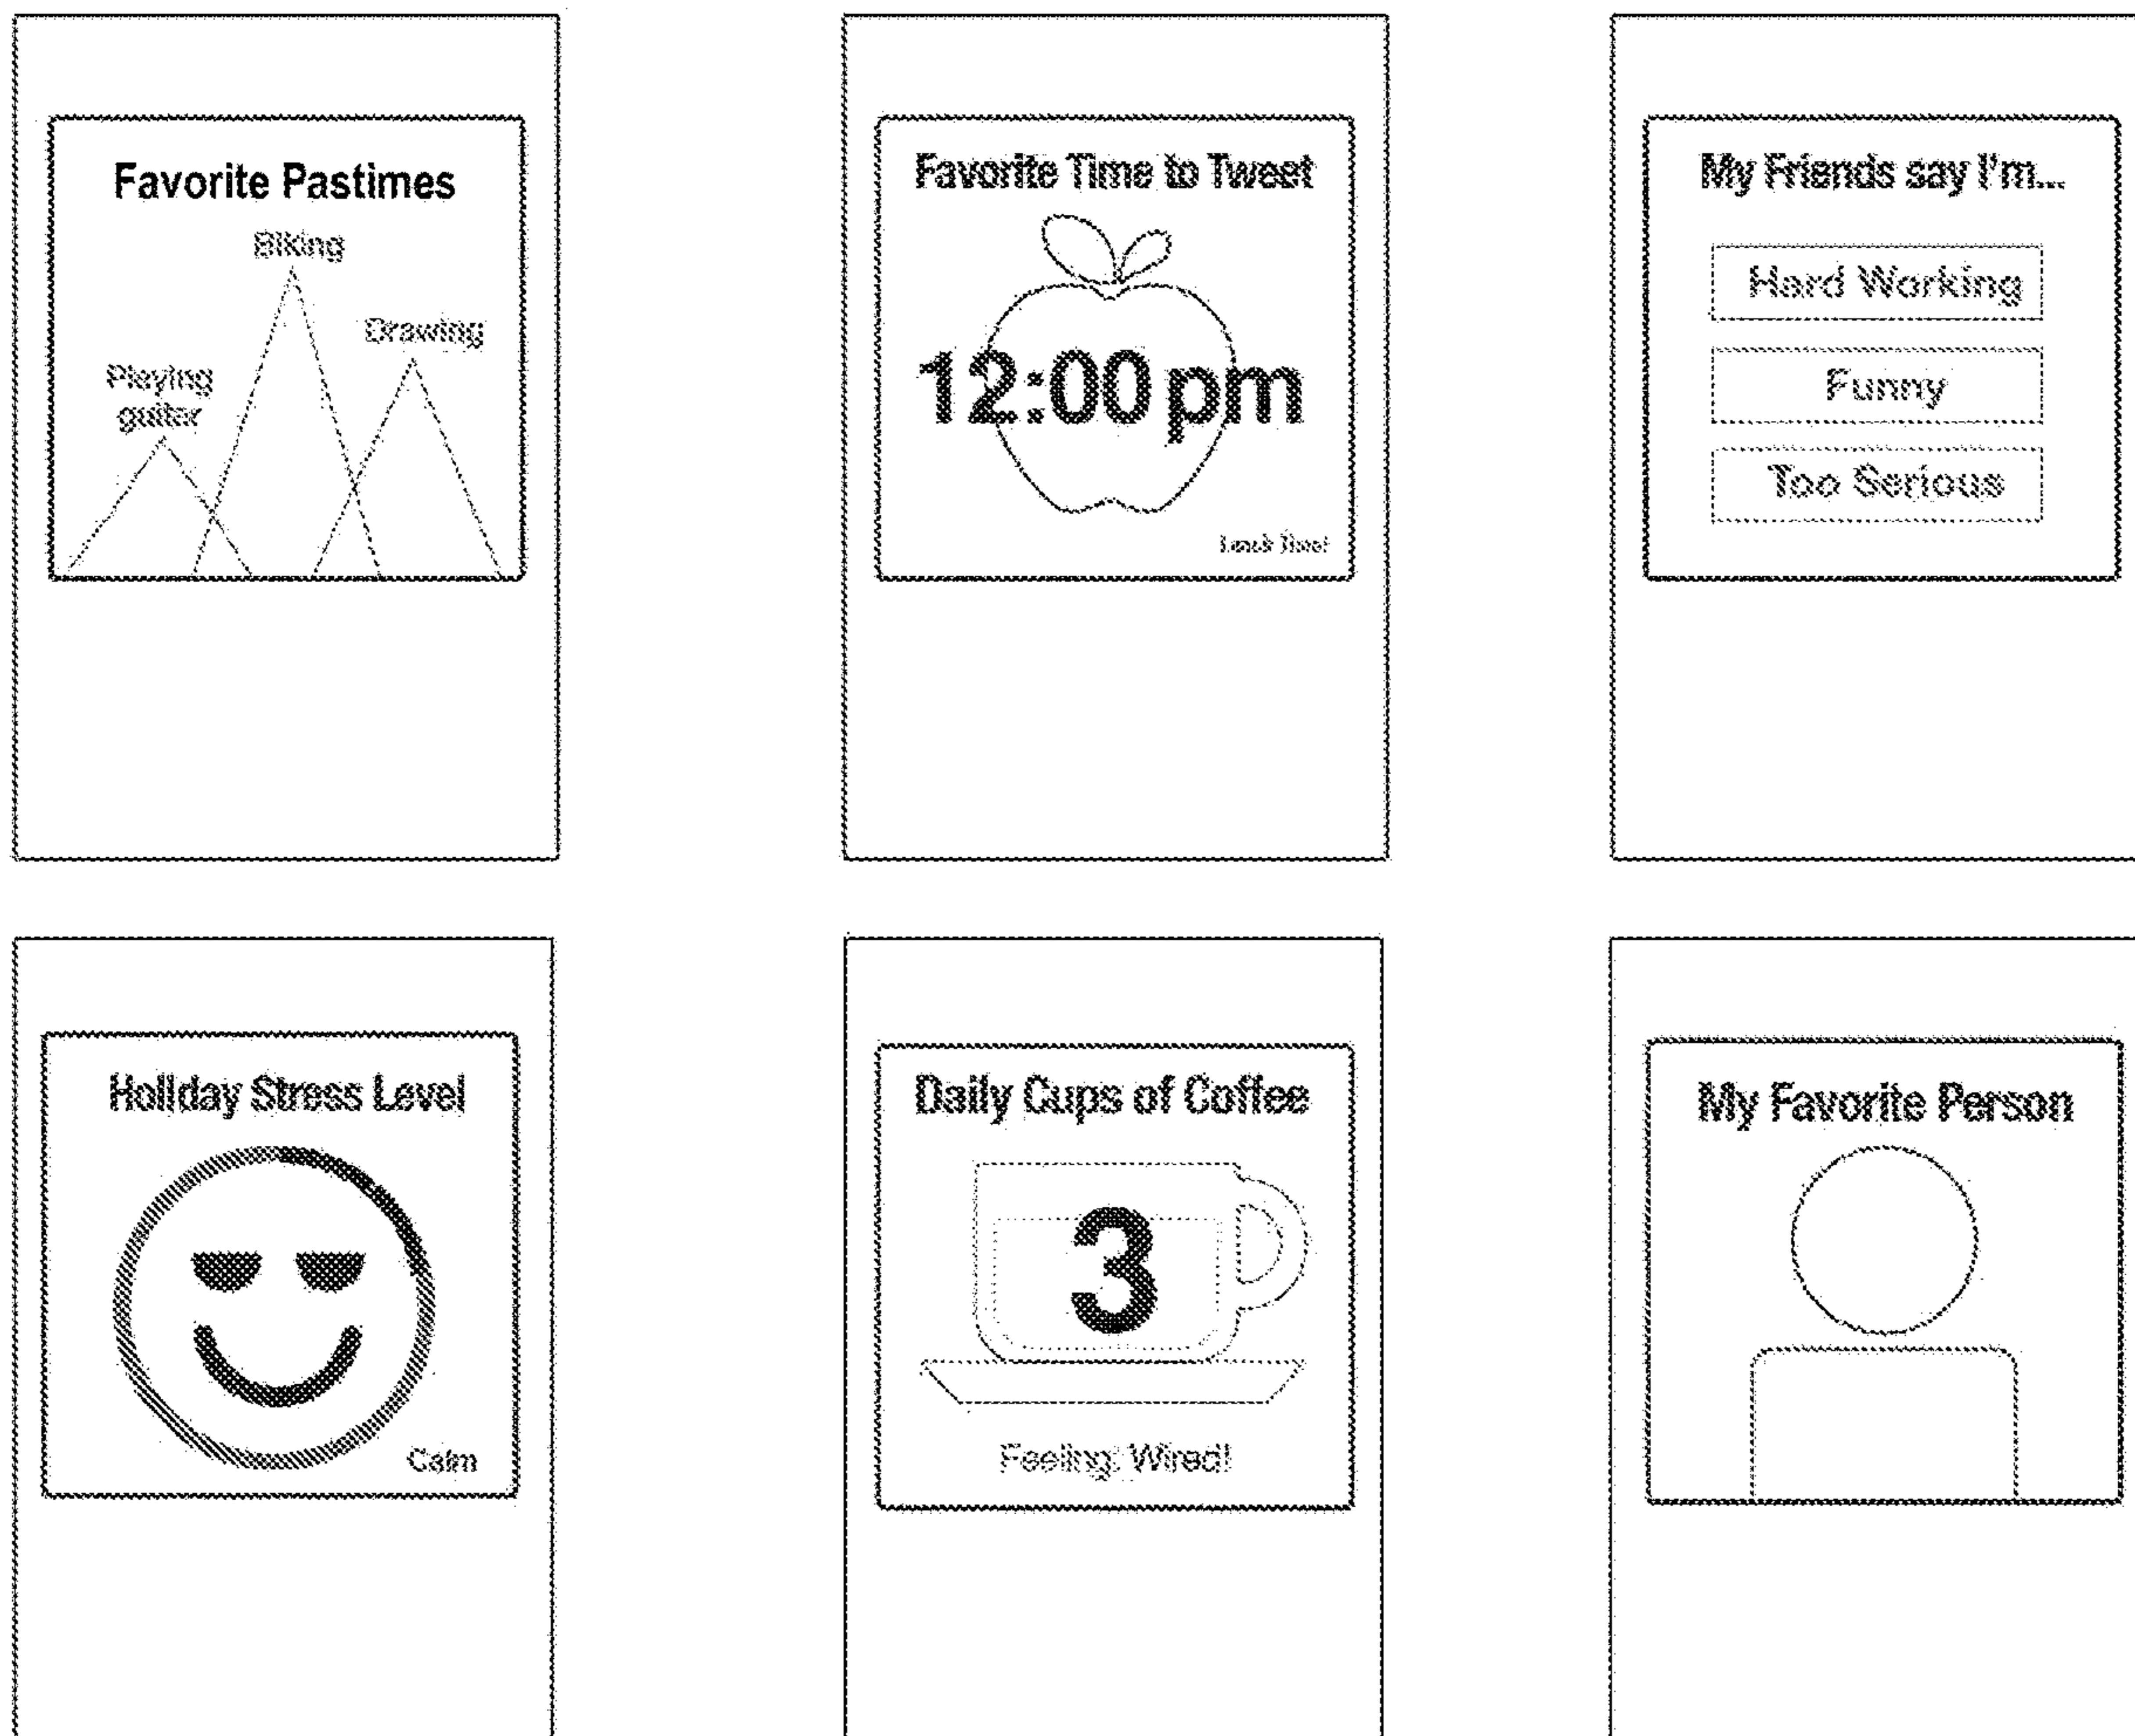 Favorite Pastimes
Biking
Drawing
Playing
guitar
Favorite Time to Tweet
12:00 pm
Lunch Time!
My Friends say I'm...
Hard Working
Funny
Too Serious
Holiday Stress Level
Calm
Daily Cups of Coffee
3
Feeling: Wired!
My Favorite Person